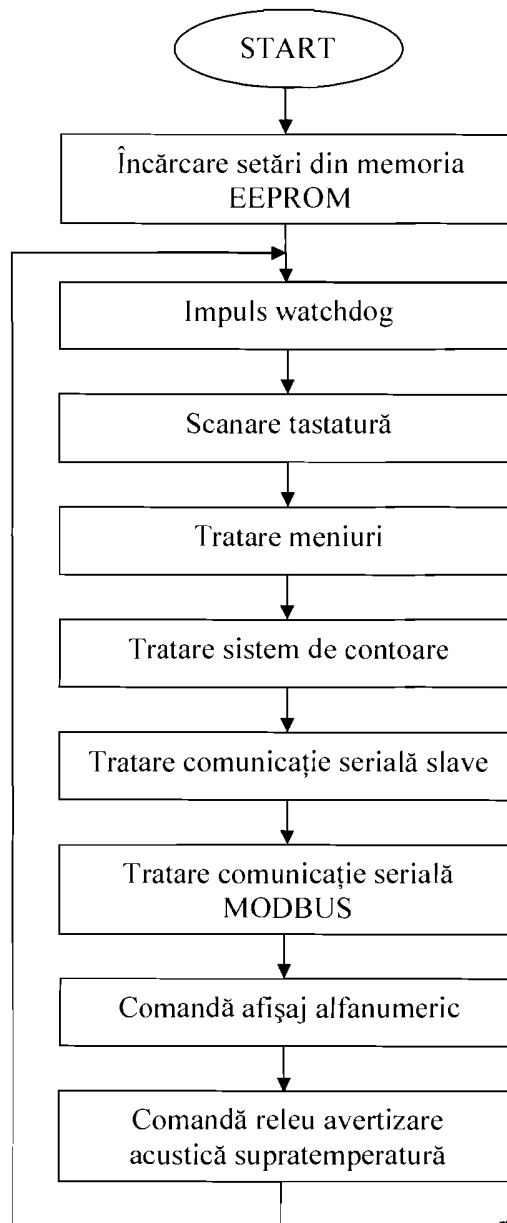 START
Încărcare setări din memoria
EEPROM
Impuls watchdog
Scanare tastatură
Tratare meniuri
Tratare sistem de contoare
Tratare comunicație serială slave
Tratare comunicație serială
MODBUS
Comandă afişaj alfanumeric
Comandă releu avertizare
acustică supratemperatură